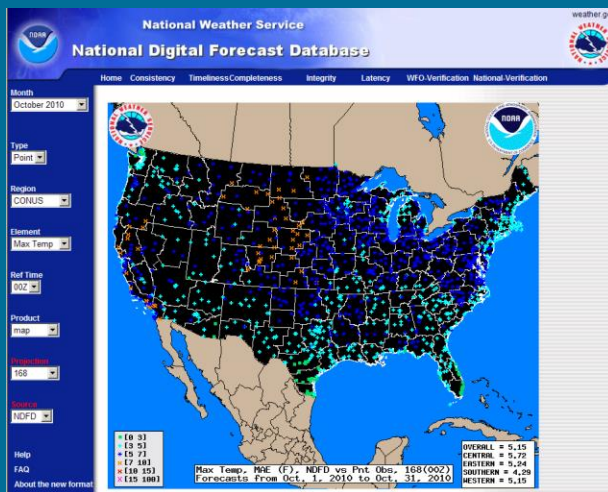 weather.go
National Weather Service
National Digital Forecast Database
NOAA
Home Consistency TimelinessCompleteness Integrity Latency WFO-Verification National-Verification
Month
October 2010
Type
Point
Region
CONUS
Element
Max Temp
Ref Time
00Z
Product
map
Projection
168
Source
NDFD
Help
FAQ
About the new format
NOAA
[0 3]
[3 5]
[5 7]
[7 10]
[10 15]
[15 100]
Max Temp, MAE (F), NDFD vs Pnt Obs, 168(00Z)
Forecasts from Oct. 1, 2010 to Oct. 31, 2010
OVERALL = 5.15
CENTRAL = 5.72
EASTERN = 5.24
SOUTHERN = 4.29
WESTERN = 5.15